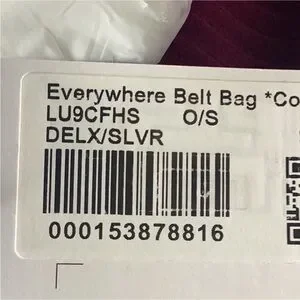 Everywhere Belt Bag *Co
LU9CFHS O/S
DELX/SLVR
000153878816